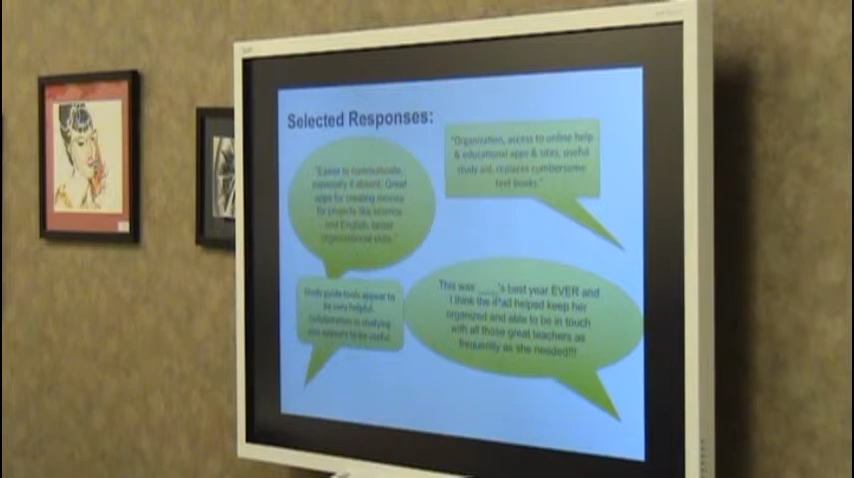 Selected Responses:
"Organization, access to online help
& educational apps & sites, useful
study aid, replaces cumbersome
text books."
"Easier to communicate,
especially if absent. Great
apps for creating movies
for projects like science
and English, better
organizational skills."
Study guide tools appear to
be very helpful.
collaboration in studying
also appears to be useful.
This was ____'s best year EVER and
I think the iPad helped keep her
organized and able to be in touch
with all those great teachers as
frequently as she needed!!!